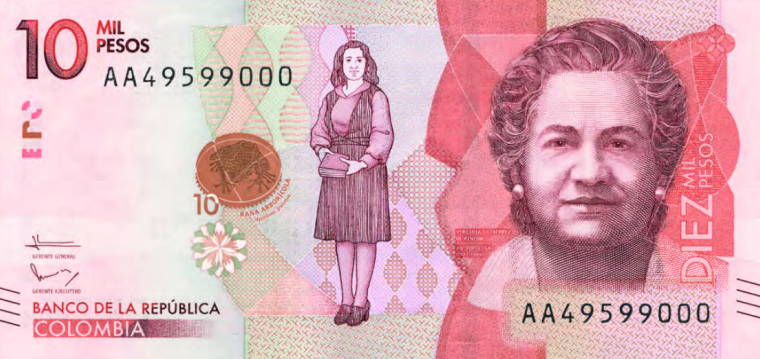 10 MIL
PESOS
AA49599000
10
RANA ARBORÍCOLA
GERENTE GENERAL
GERENTE EJECUTIVO
BANCO DE LA REPÚBLICA
COLOMBIA
VIRGINIA GUTIÉRREZ
DE PINEDA
DIEZ MIL
PESOS
AA49599000